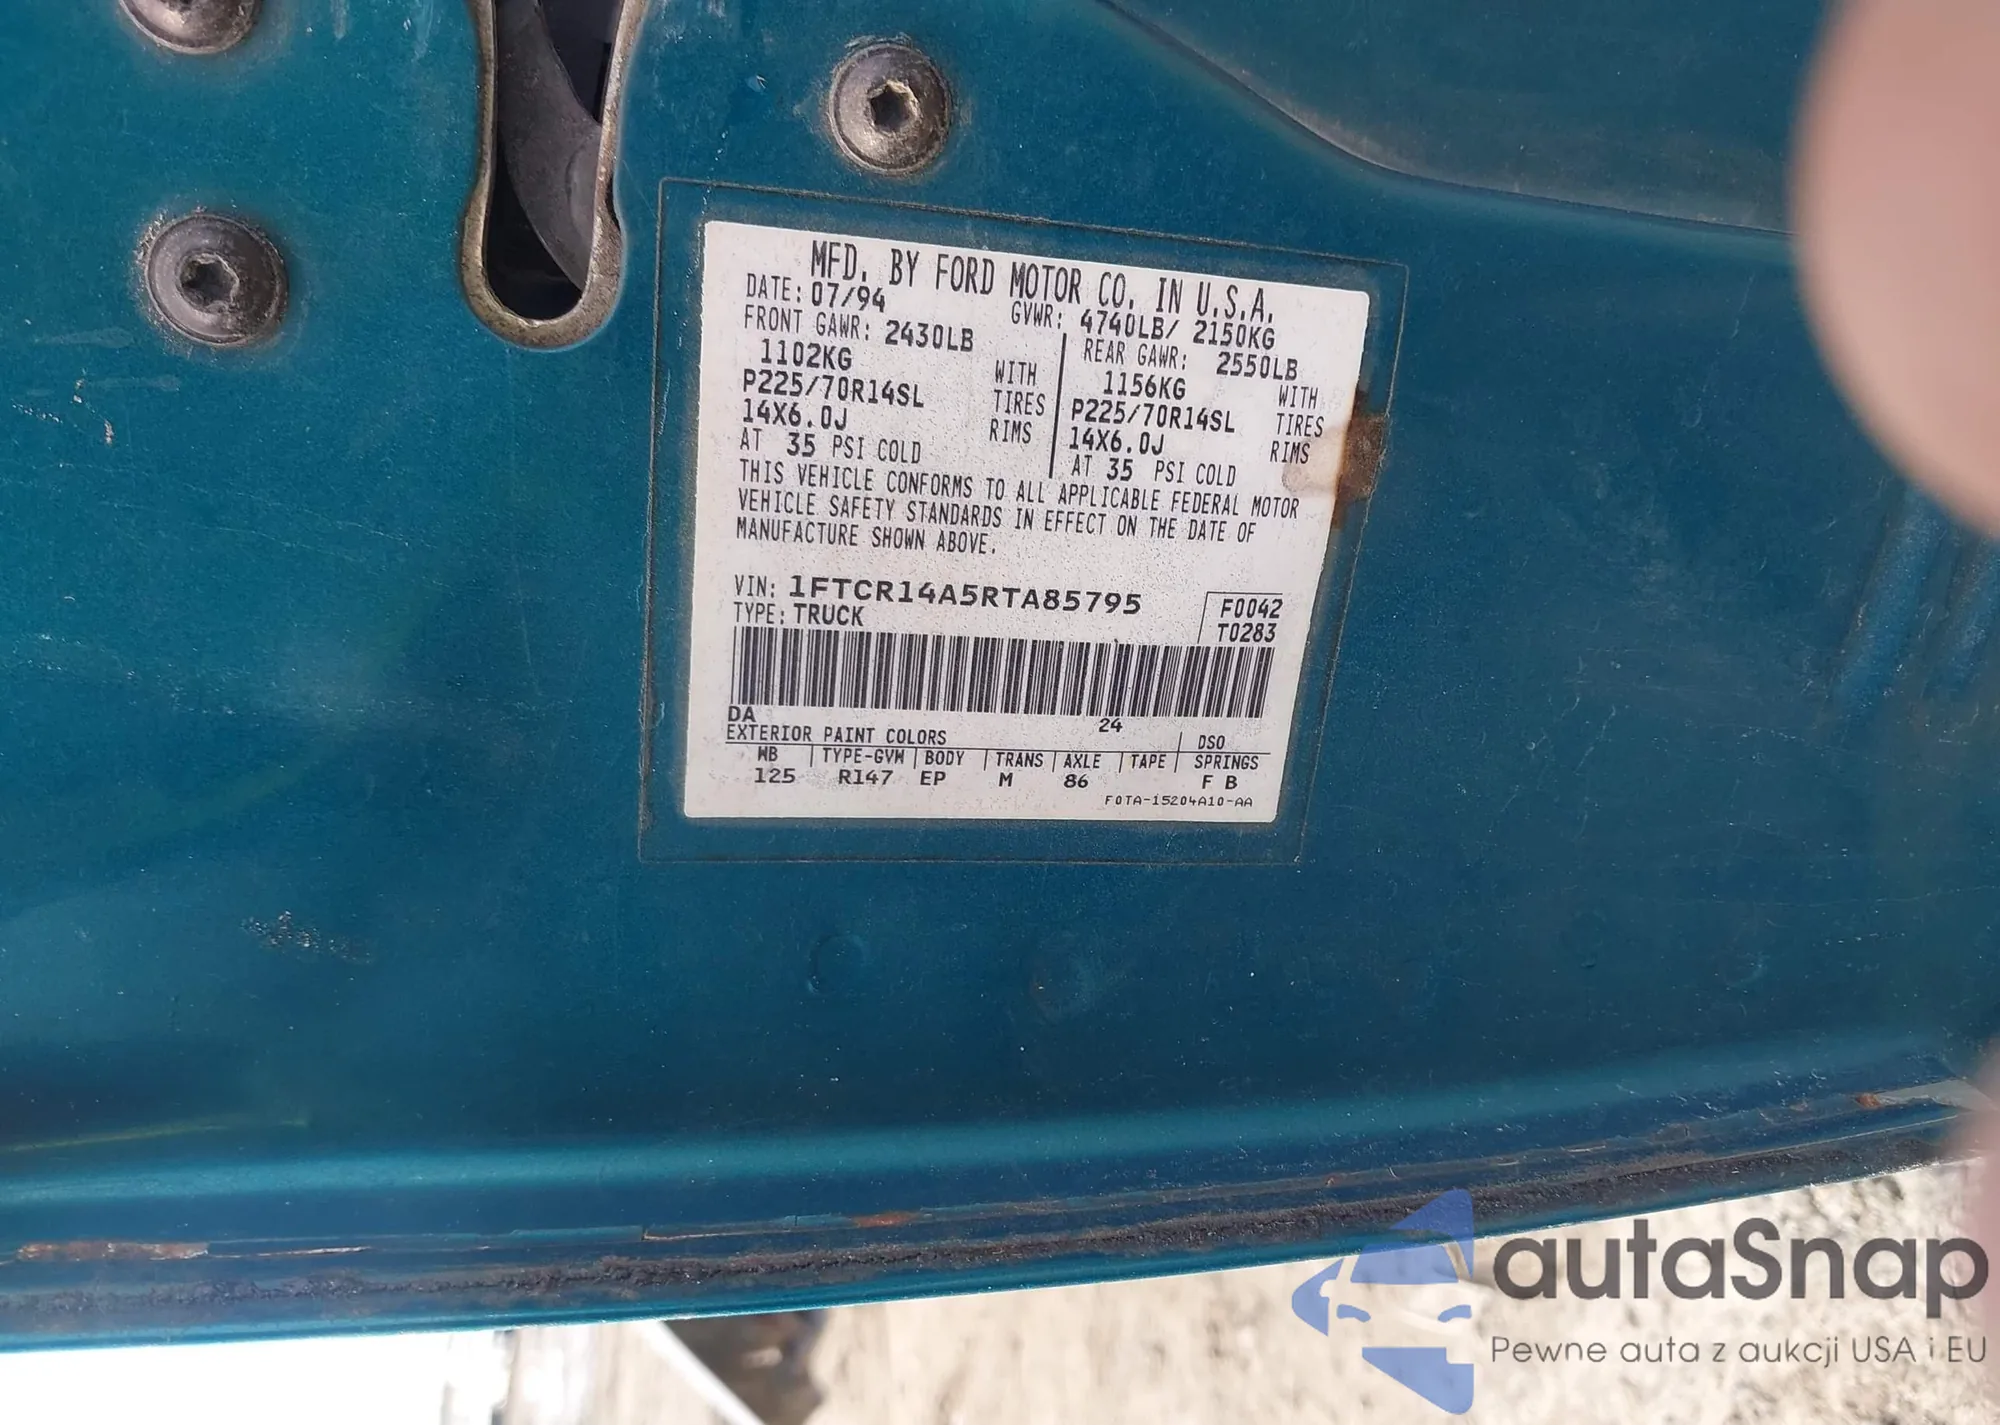 MFD. BY FORD MOTOR CO. IN U.S.A.
DATE: 07/94 GVWR: 4740LB/ 2150KG
FRONT GAWR: 2430LB REAR GAWR: 2550LB
1102KG WITH 1156KG WITH
P225/70R14SL TIRES P225/70R14SL TIRES
14X6.0J RIMS 14X6.0J RIMS
AT 35 PSI COLD AT 35 PSI COLD
THIS VEHICLE CONFORMS TO ALL APPLICABLE FEDERAL MOTOR
VEHICLE SAFETY STANDARDS IN EFFECT ON THE DATE OF
MANUFACTURE SHOWN ABOVE.
VIN: 1FTCR14A5RTA85795 F0042
TYPE: TRUCK T0283
DA 24
EXTERIOR PAINT COLORS DSO
WB TYPE-GVW BODY TRANS AXLE TAPE SPRINGS
125 R147 EP M 86 F B
F0TA-15204A10-AA
autaSnap
Pewne auta z aukcji USA i EU